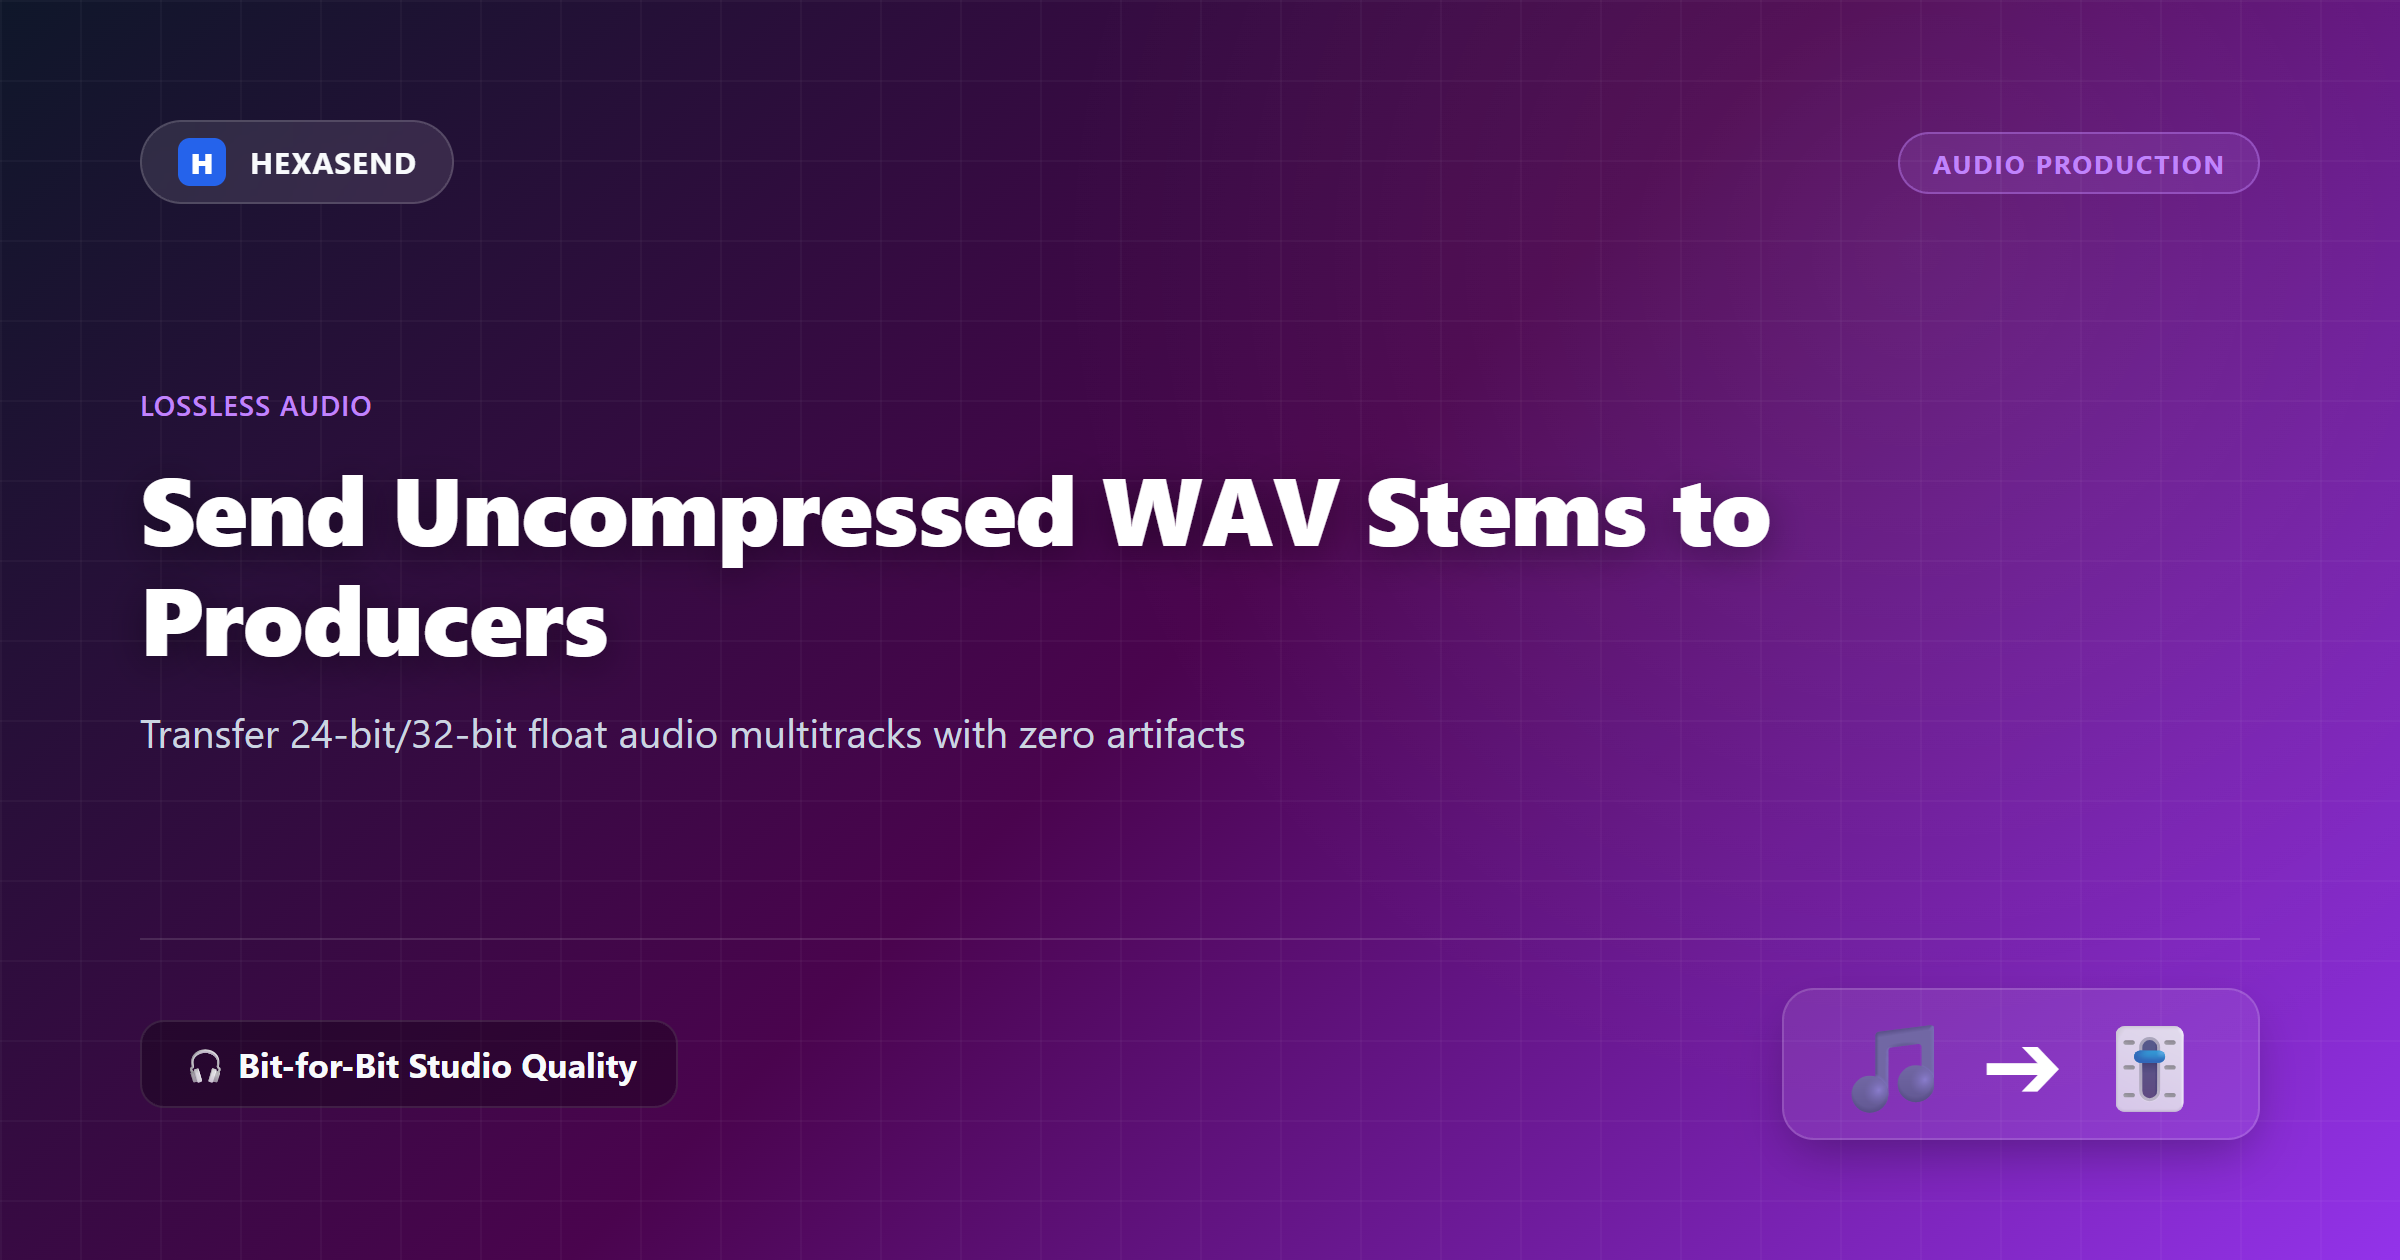 H HEXASEND
AUDIO PRODUCTION
LOSSLESS AUDIO
Send Uncompressed WAV Stems to
Producers
Transfer 24-bit/32-bit float audio multitracks with zero artifacts
Bit-for-Bit Studio Quality